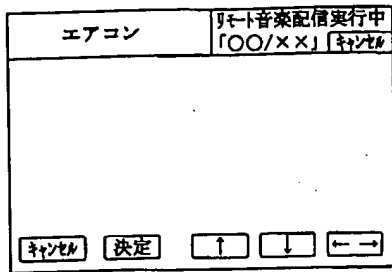 エアコン
ﾘﾓｰﾄ音楽配信実行中
「○○/××」 ｷｬﾝｾﾙ
ｷｬﾝｾﾙ 決定 ↑ ↓ ← →